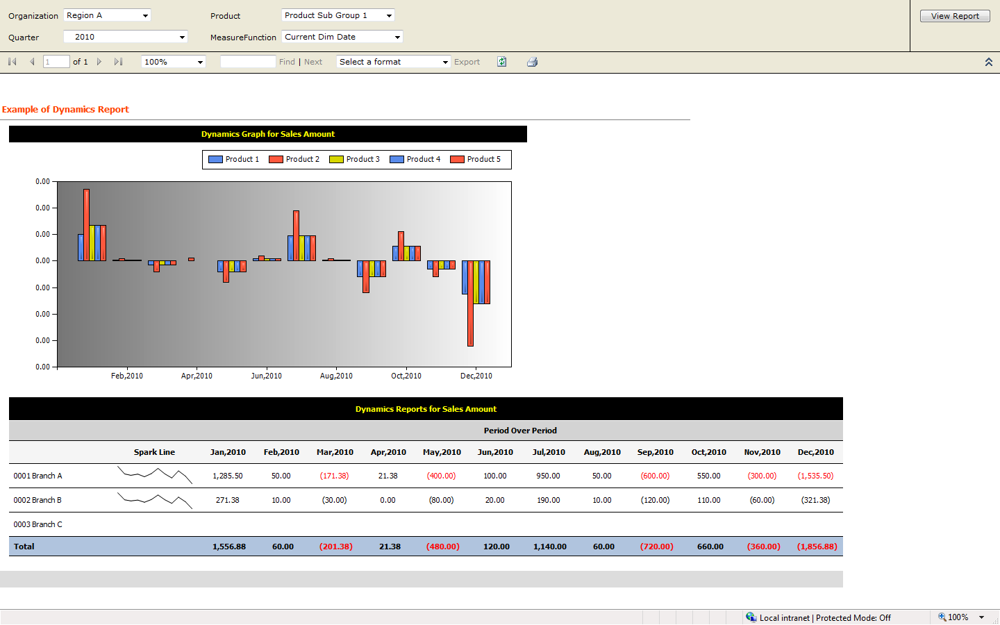 Organization Region A Product Product Sub Group 1 View Report
Quarter 2010 MeasureFunction Current Dim Date
1 of 1 100% Find | Next Select a format Export
Example of Dynamics Report
Dynamics Graph for Sales Amount
Product 1 Product 2 Product 3 Product 4 Product 5
0.00
0.00
0.00
0.00
0.00
0.00
0.00
0.00
Feb,2010 Apr,2010 Jun,2010 Aug,2010 Oct,2010 Dec,2010
Dynamics Reports for Sales Amount
Period Over Period
Spark Line Jan,2010 Feb,2010 Mar,2010 Apr,2010 May,2010 Jun,2010 Jul,2010 Aug,2010 Sep,2010 Oct,2010 Nov,2010 Dec,2010
0001 Branch A 1,285.50 50.00 (171.38) 21.38 (400.00) 100.00 950.00 50.00 (600.00) 550.00 (300.00) (1,535.50)
0002 Branch B 271.38 10.00 (30.00) 0.00 (80.00) 20.00 190.00 10.00 (120.00) 110.00 (60.00) (321.38)
0003 Branch C
Total 1,556.88 60.00 (201.38) 21.38 (480.00) 120.00 1,140.00 60.00 (720.00) 660.00 (360.00) (1,856.88)
Local intranet | Protected Mode: Off 100%